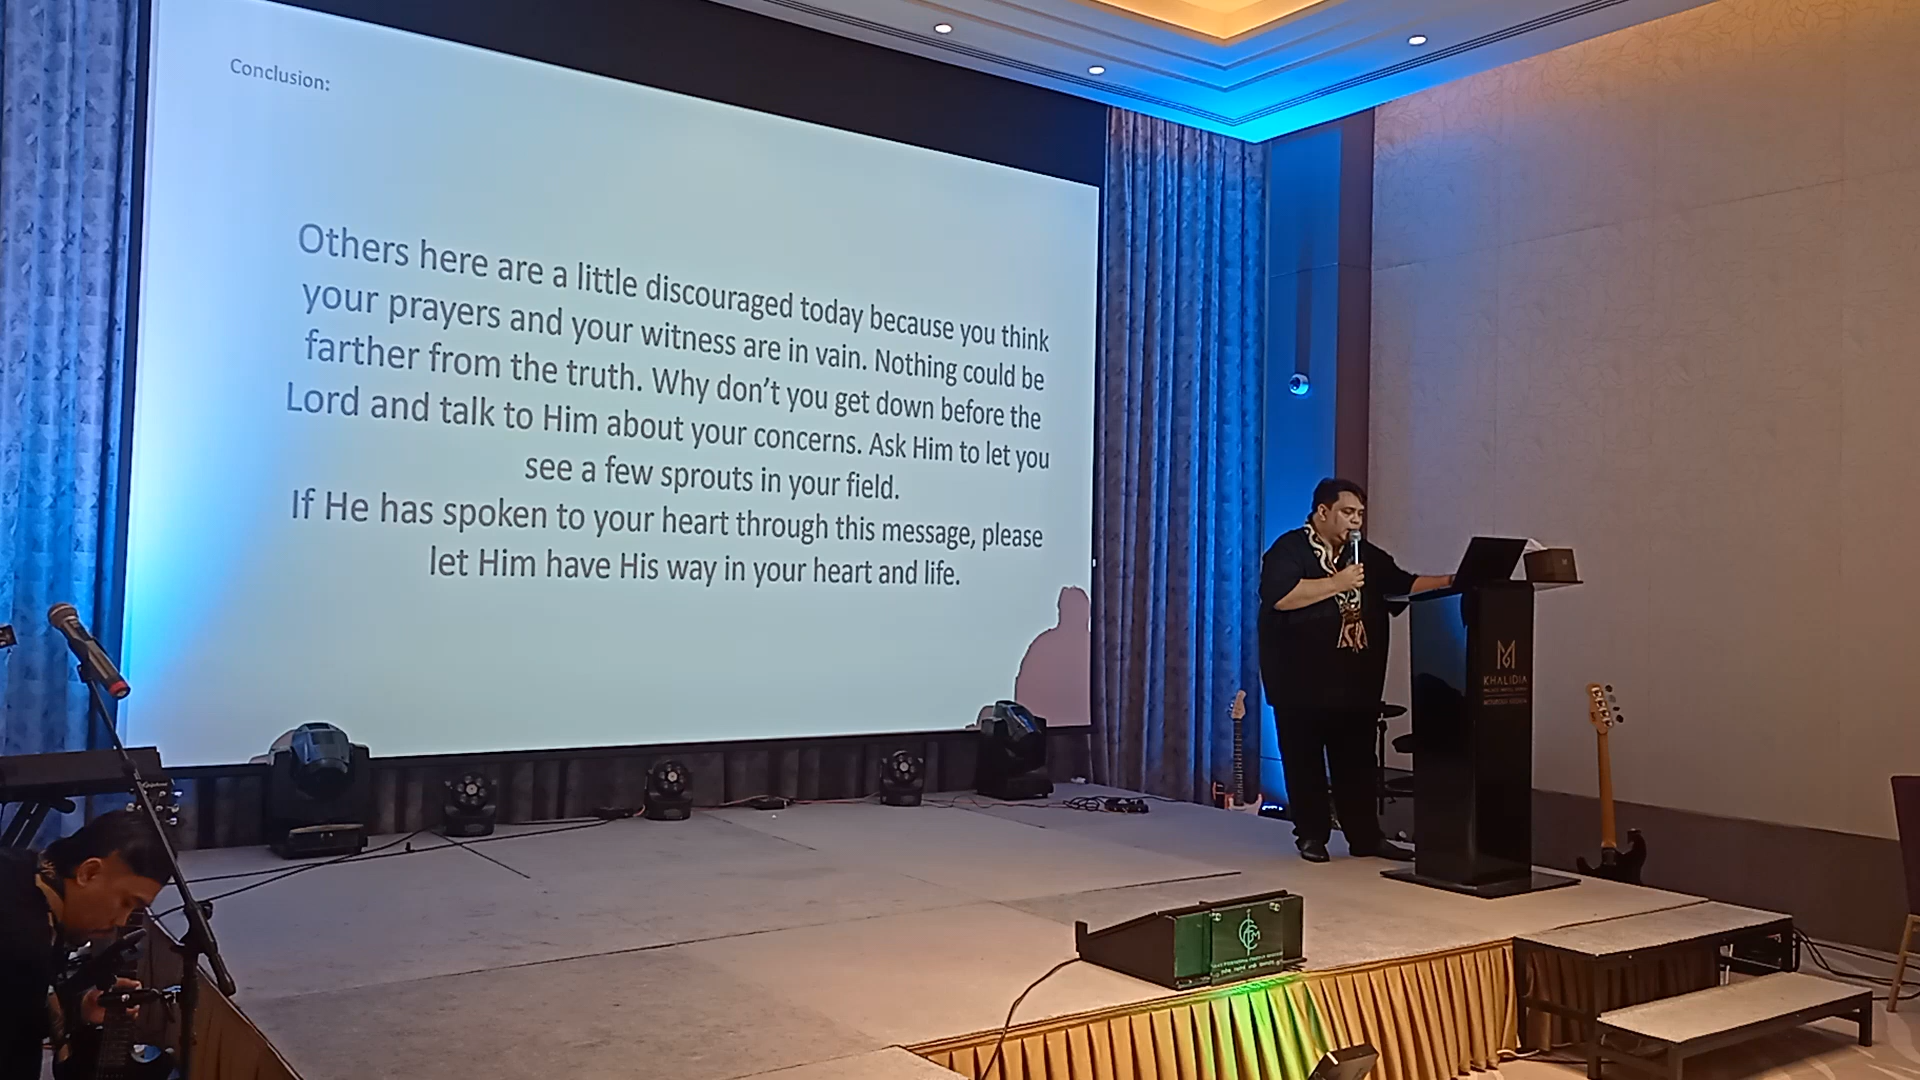 Conclusion:
Others here are a little discouraged today because you think
your prayers and your witness are in vain. Nothing could be
farther from the truth. Why don’t you get down before the
Lord and talk to Him about your concerns. Ask Him to let you
see a few sprouts in your field.
If He has spoken to your heart through this message, please
let Him have His way in your heart and life.
KHALIDIA